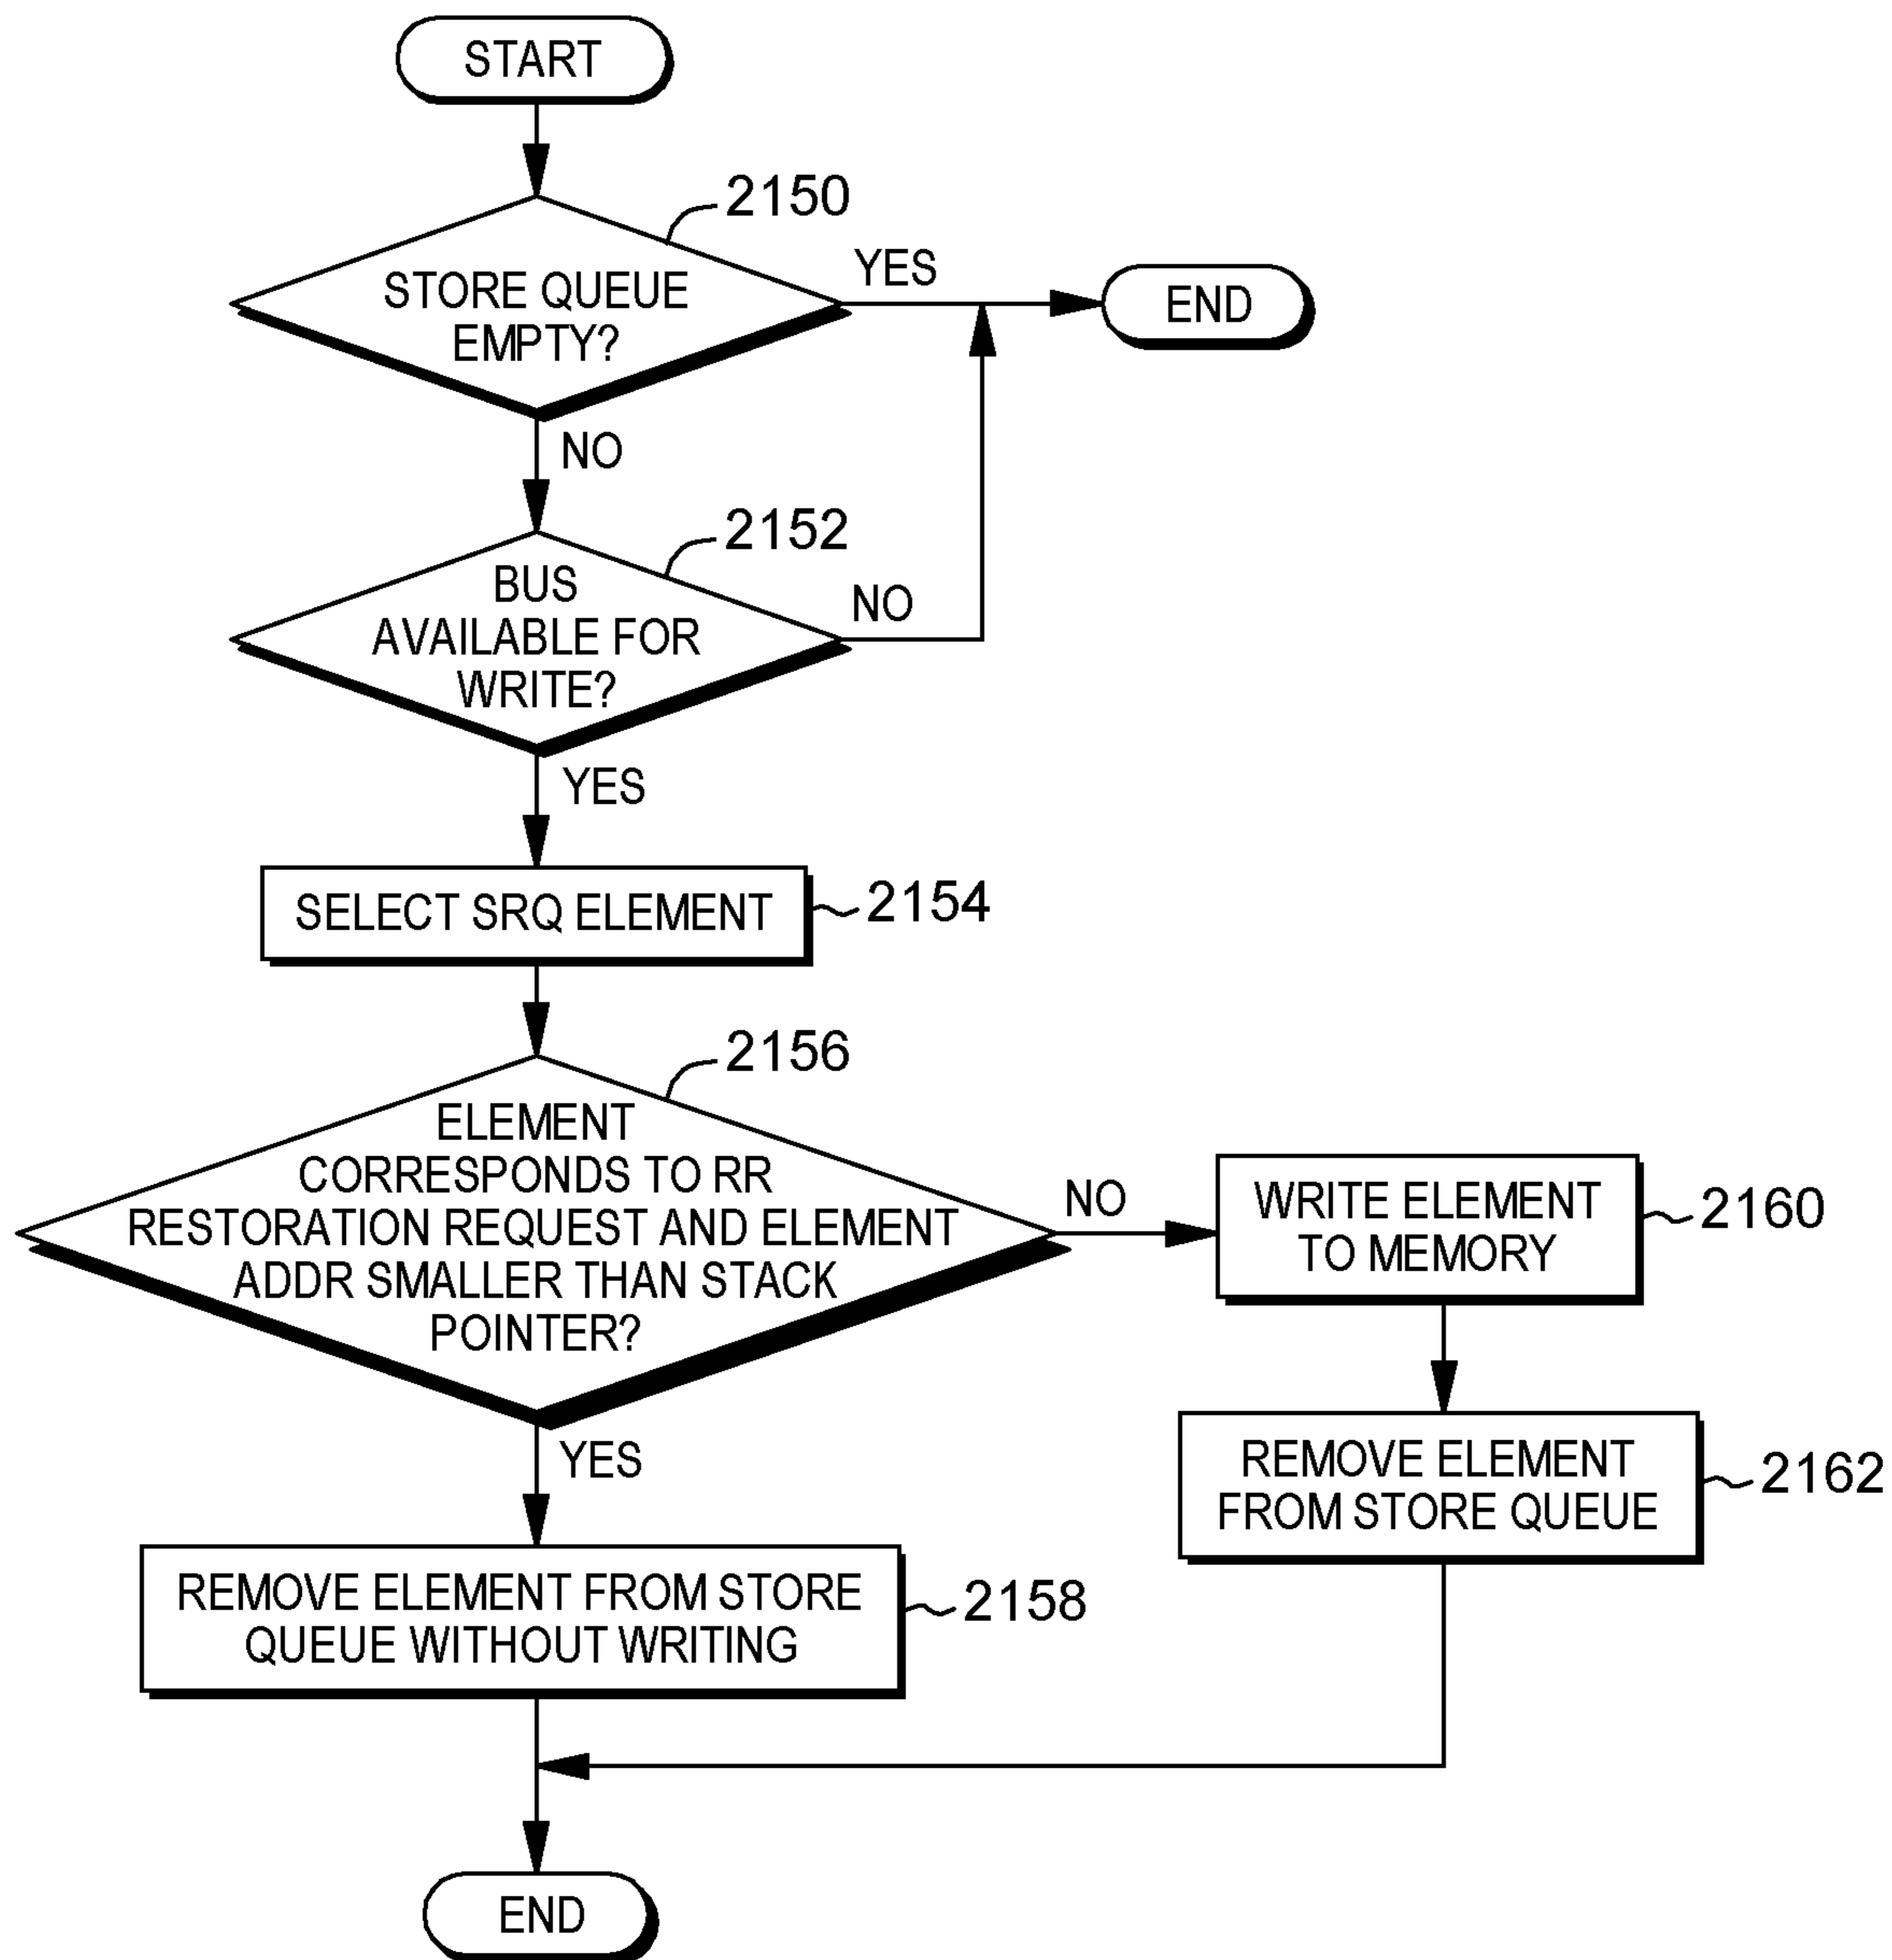 START
2150
STORE QUEUE
EMPTY?
YES
END
NO
2152
BUS
AVAILABLE FOR
WRITE?
NO
YES
SELECT SRQ ELEMENT
2154
2156
ELEMENT
CORRESPONDS TO RR
RESTORATION REQUEST AND ELEMENT
ADDR SMALLER THAN STACK
POINTER?
NO
WRITE ELEMENT
TO MEMORY
2160
YES
REMOVE ELEMENT
FROM STORE QUEUE
2162
REMOVE ELEMENT FROM STORE
QUEUE WITHOUT WRITING
2158
END